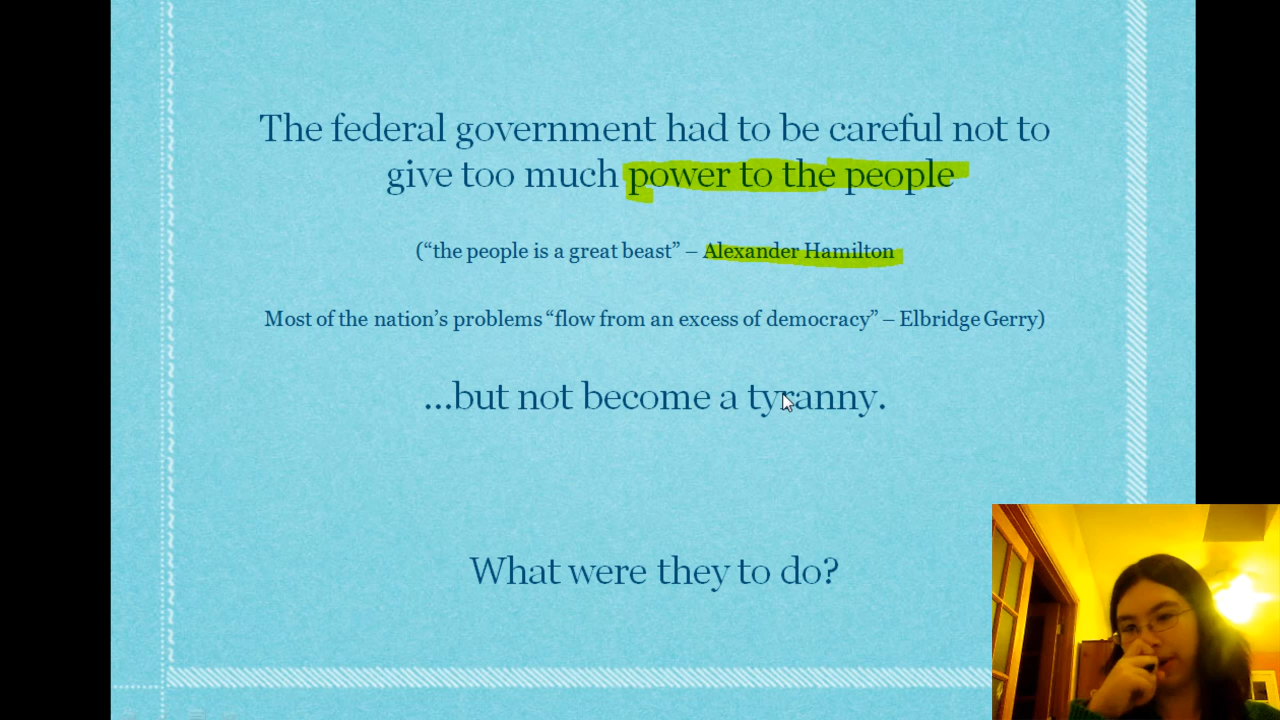 The federal government had to be careful not to
give too much power to the people
(“the people is a great beast” – Alexander Hamilton
Most of the nation’s problems “flow from an excess of democracy” – Elbridge Gerry)
...but not become a tyranny.
What were they to do?